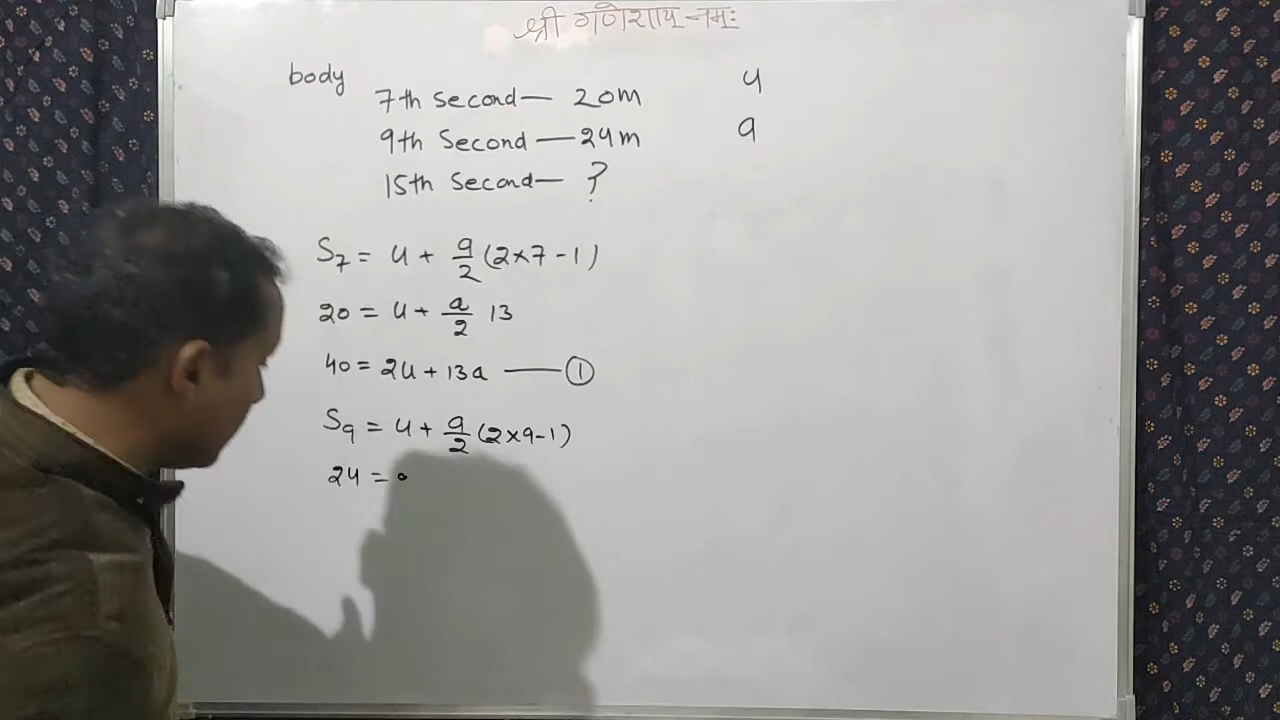 श्री गणेशाय नमः
body
7th second— 20m u
9th Second —24m a
15th Second— ?
S₇ = u + a/2 (2×7-1)
20 = u + a/2 13
40 = 2u + 13a —— ①
S₉ = u + a/2 (2×9-1)
24 =